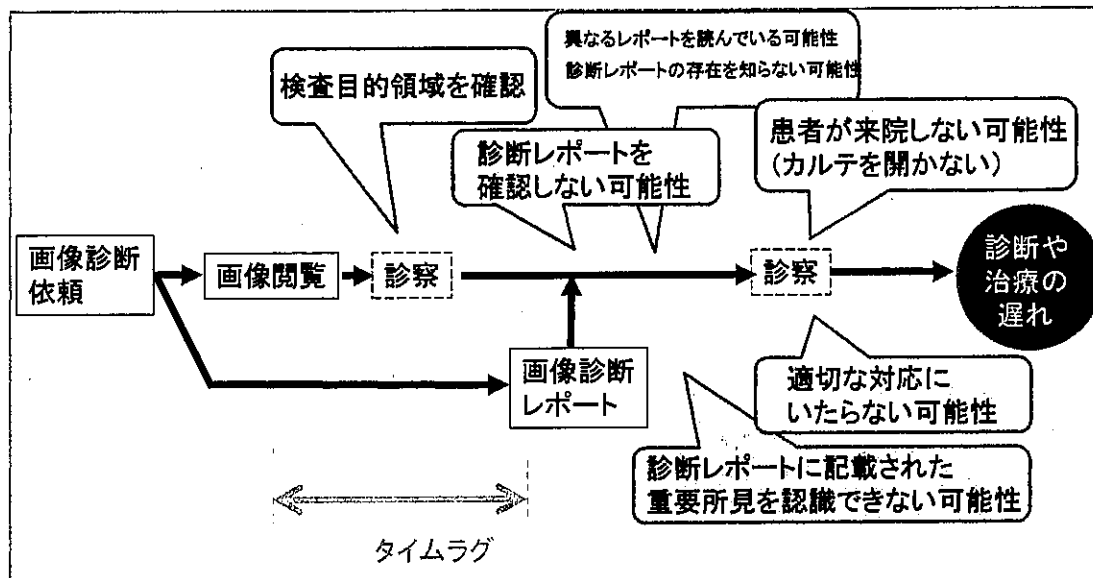 異なるレポートを読んでいる可能性
診断レポートの存在を知らない可能性
検査目的領域を確認
診断レポートを
確認しない可能性
患者が来院しない可能性
(カルテを開かない)
画像診断
依頼
画像閲覧
診察
診察
診断や
治療の
遅れ
画像診断
レポート
適切な対応に
いたらない可能性
診断レポートに記載された
重要所見を認識できない可能性
タイムラグ